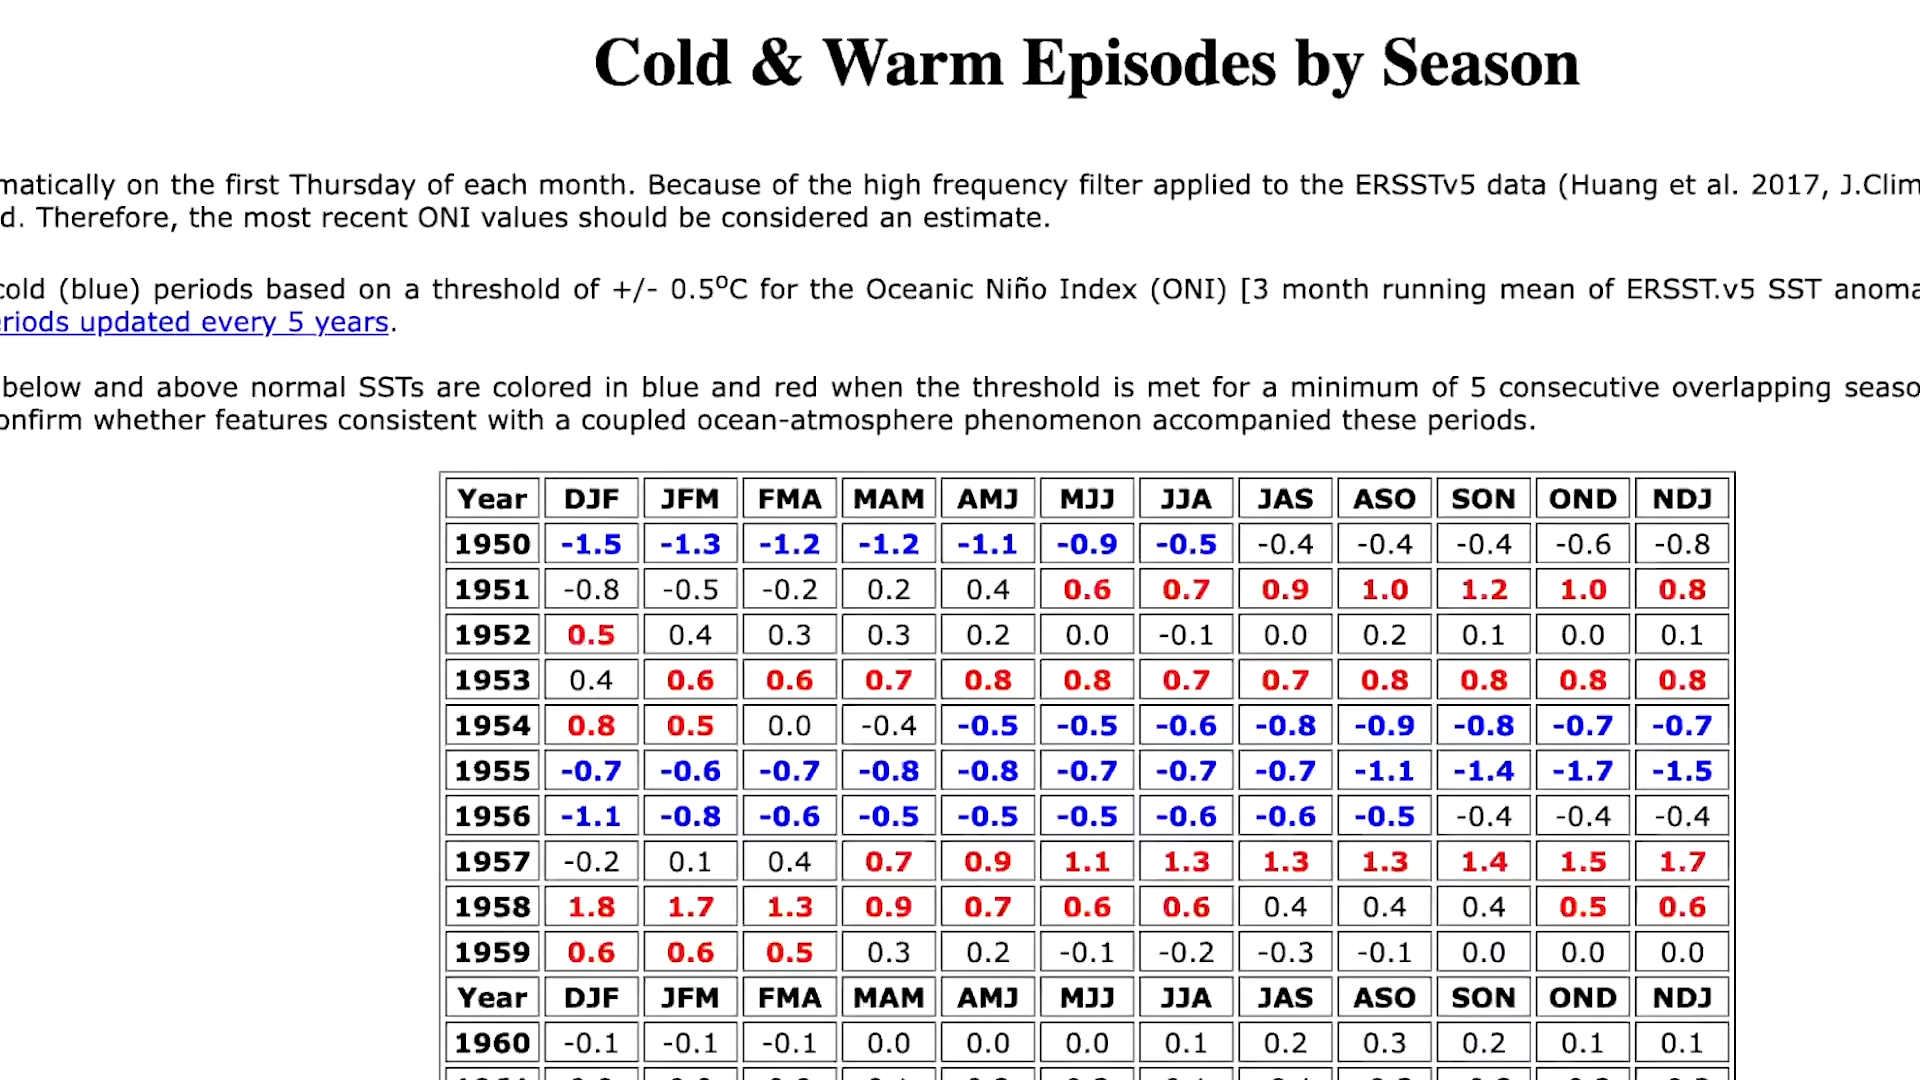 Cold & Warm Episodes by Season
matically on the first Thursday of each month. Because of the high frequency filter applied to the ERSSTv5 data (Huang et al. 2017, J.Clim
d. Therefore, the most recent ONI values should be considered an estimate.
cold (blue) periods based on a threshold of +/- 0.5ºC for the Oceanic Niño Index (ONI) [3 month running mean of ERSST.v5 SST anoma
eriods updated every 5 years.
below and above normal SSTs are colored in blue and red when the threshold is met for a minimum of 5 consecutive overlapping seaso
onfirm whether features consistent with a coupled ocean-atmosphere phenomenon accompanied these periods.
Year DJF JFM FMA MAM AMJ MJJ JJA JAS ASO SON OND NDJ
1950 -1.5 -1.3 -1.2 -1.2 -1.1 -0.9 -0.5 -0.4 -0.4 -0.4 -0.6 -0.8
1951 -0.8 -0.5 -0.2 0.2 0.4 0.6 0.7 0.9 1.0 1.2 1.0 0.8
1952 0.5 0.4 0.3 0.3 0.2 0.0 -0.1 0.0 0.2 0.1 0.0 0.1
1953 0.4 0.6 0.6 0.7 0.8 0.8 0.7 0.7 0.8 0.8 0.8 0.8
1954 0.8 0.5 0.0 -0.4 -0.5 -0.5 -0.6 -0.8 -0.9 -0.8 -0.7 -0.7
1955 -0.7 -0.6 -0.7 -0.8 -0.8 -0.7 -0.7 -0.7 -1.1 -1.4 -1.7 -1.5
1956 -1.1 -0.8 -0.6 -0.5 -0.5 -0.5 -0.6 -0.6 -0.5 -0.4 -0.4 -0.4
1957 -0.2 0.1 0.4 0.7 0.9 1.1 1.3 1.3 1.3 1.4 1.5 1.7
1958 1.8 1.7 1.3 0.9 0.7 0.6 0.6 0.4 0.4 0.4 0.5 0.6
1959 0.6 0.6 0.5 0.3 0.2 -0.1 -0.2 -0.3 -0.1 0.0 0.0 0.0
Year DJF JFM FMA MAM AMJ MJJ JJA JAS ASO SON OND NDJ
1960 -0.1 -0.1 -0.1 0.0 0.0 0.0 0.1 0.2 0.3 0.2 0.1 0.1